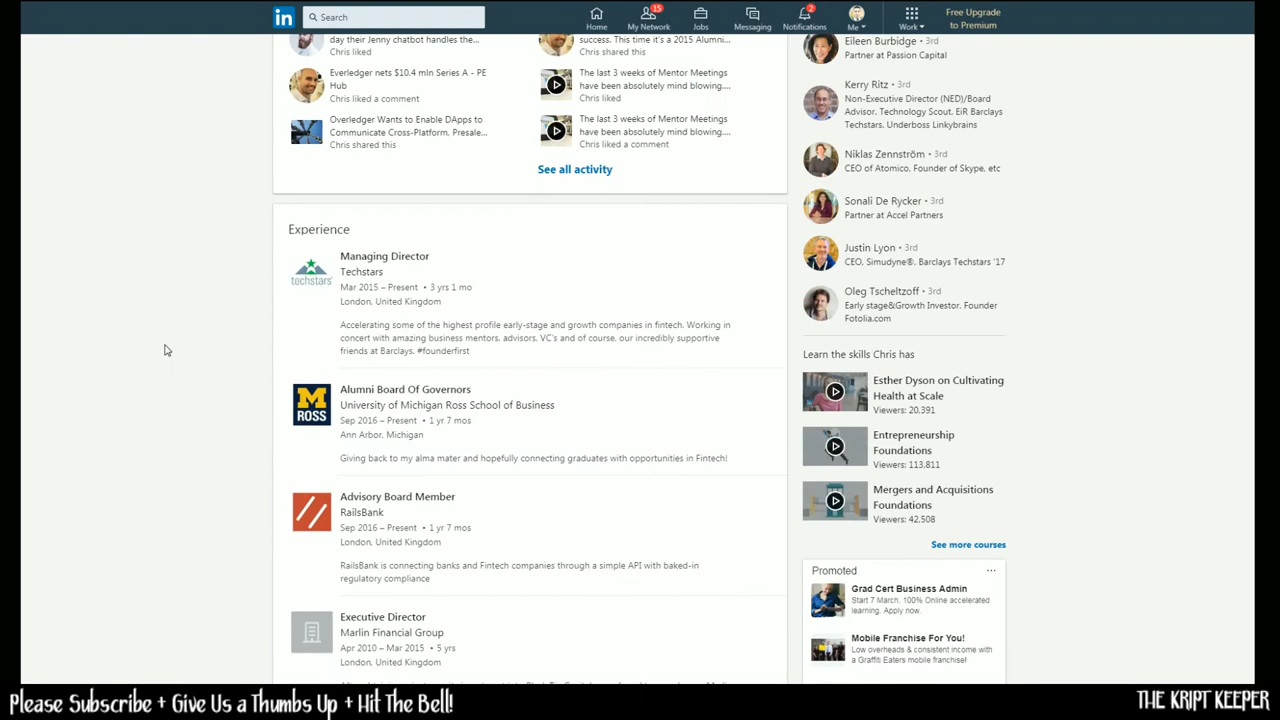 in
Search
15
2
Home
My Network
Jobs
Messaging
Notifications
Me
Work
Free Upgrade
to Premium
day their Jenny chatbot handles the...
Chris liked
success. This time it's a 2015 Alumni...
Chris shared this
Everledger nets $10.4 mln Series A - PE
Hub
Chris liked a comment
The last 3 weeks of Mentor Meetings
have been absolutely mind blowing....
Chris liked
Overledger Wants to Enable DApps to
Communicate Cross-Platform, Presale...
Chris shared this
The last 3 weeks of Mentor Meetings
have been absolutely mind blowing....
Chris liked a comment
See all activity
Experience
techstars
Managing Director
Techstars
Mar 2015 – Present • 3 yrs 1 mo
London, United Kingdom
Accelerating some of the highest profile early-stage and growth companies in fintech. Working in
concert with amazing business mentors, advisors, VC's and of course, our incredibly supportive
friends at Barclays. #founderfirst
M
ROSS
Alumni Board Of Governors
University of Michigan Ross School of Business
Sep 2016 – Present • 1 yr 7 mos
Ann Arbor, Michigan
Giving back to my alma mater and hopefully connecting graduates with opportunities in Fintech!
Advisory Board Member
RailsBank
Sep 2016 – Present • 1 yr 7 mos
London, United Kingdom
RailsBank is connecting banks and Fintech companies through a simple API with baked-in
regulatory compliance
Executive Director
Marlin Financial Group
Apr 2010 – Mar 2015 • 5 yrs
London, United Kingdom
Eileen Burbidge • 3rd
Partner at Passion Capital
Kerry Ritz • 3rd
Non-Executive Director (NED)/Board
Advisor. Technology Scout. EiR Barclays
Techstars. Underboss Linkybrains
Niklas Zennström • 3rd
CEO of Atomico, Founder of Skype, etc
Sonali De Rycker • 3rd
Partner at Accel Partners
Justin Lyon • 3rd
CEO, Simudyne®, Barclays Techstars '17
Oleg Tscheltzoff • 3rd
Early stage&Growth Investor. Founder
Fotolia.com
Learn the skills Chris has
Esther Dyson on Cultivating
Health at Scale
Viewers: 20,391
Entrepreneurship
Foundations
Viewers: 113,811
Mergers and Acquisitions
Foundations
Viewers: 42,508
See more courses
Promoted
Grad Cert Business Admin
Start 7 March. 100% Online accelerated
learning. Apply now.
Mobile Franchise For You!
Low overheads & consistent income with
a Graffiti Eaters mobile franchise!
Please Subscribe + Give Us a Thumbs Up + Hit The Bell!
THE KRIPT KEEPER